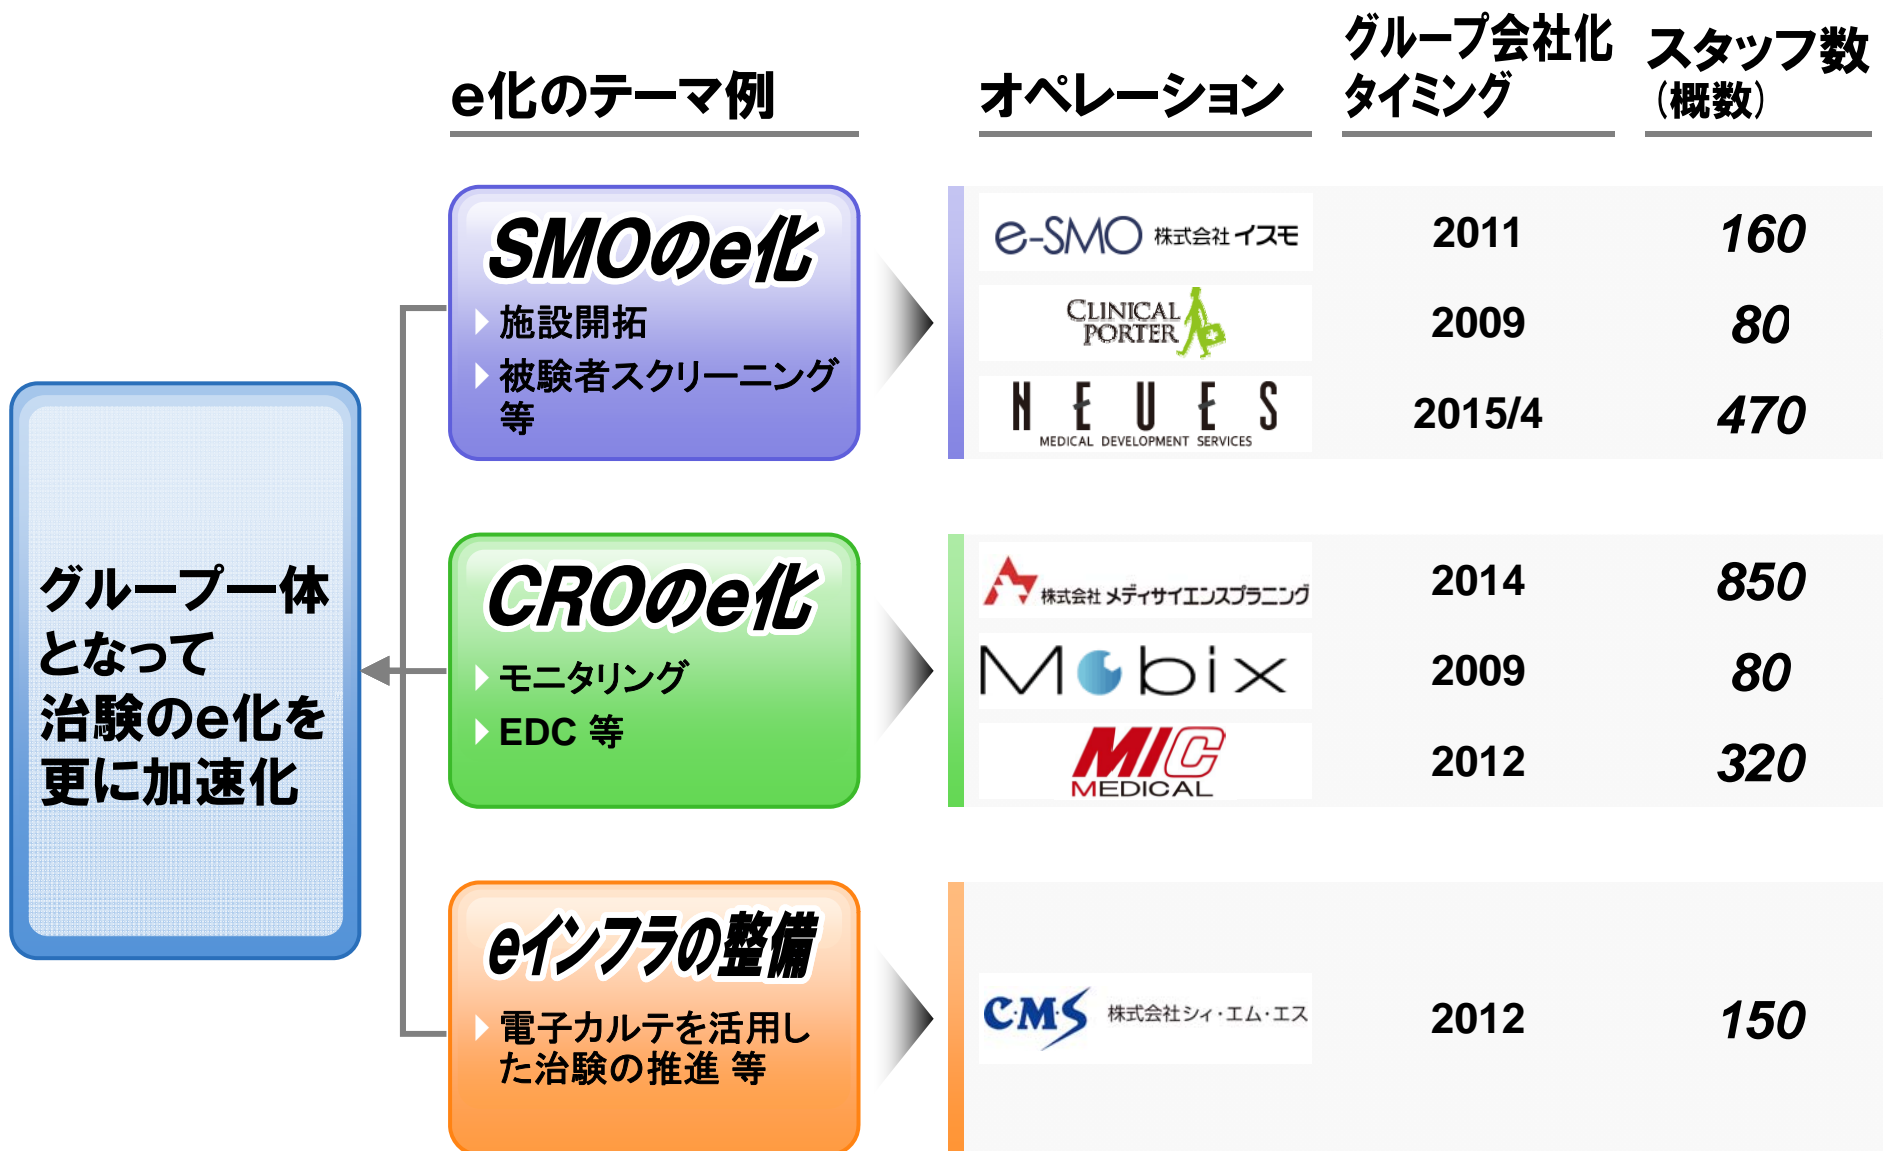 e化のテーマ例
オペレーション
グループ会社化
タイミング
スタッフ数
(概数)
グループ一体
となって
治験のe化を
更に加速化
SMOのe化
施設開拓
被験者スクリーニング
等
e-SMO 株式会社イスモ
2011
160
CLINICAL
PORTER
2009
80
NEUES
MEDICAL DEVELOPMENT SERVICES
2015/4
470
CROのe化
モニタリング
EDC 等
株式会社メディサイエンスプラニング
2014
850
Mobix
2009
80
MIC
MEDICAL
2012
320
eインフラの整備
電子カルテを活用し
た治験の推進 等
C・M・S 株式会社シィ・エム・エス
2012
150